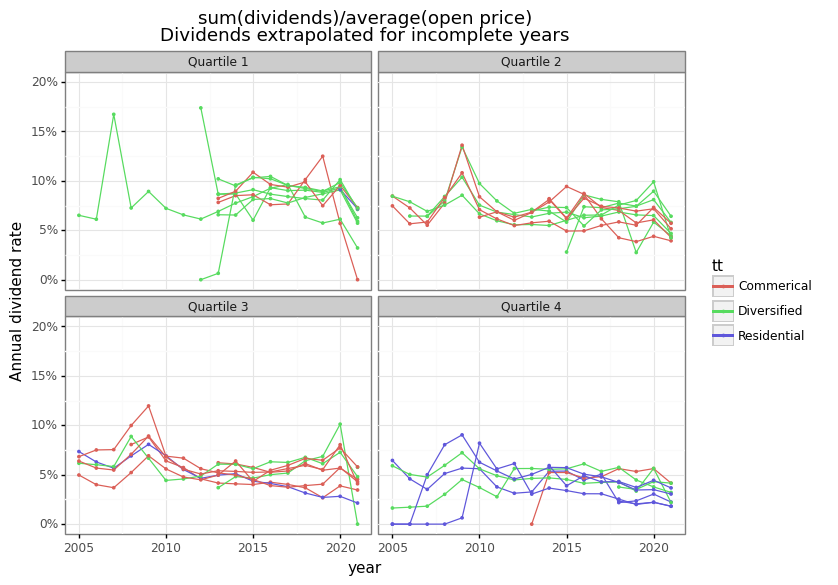 sum(dividends)/average(open price)
Dividends extrapolated for incomplete years
Quartile 1
Quartile 2
20%
15%
10%
5%
0%
Quartile 3
Quartile 4
20%
15%
10%
5%
0%
2005
2010
2015
2020
2005
2010
2015
2020
year
Annual dividend rate
tt
Commerical
Diversified
Residential